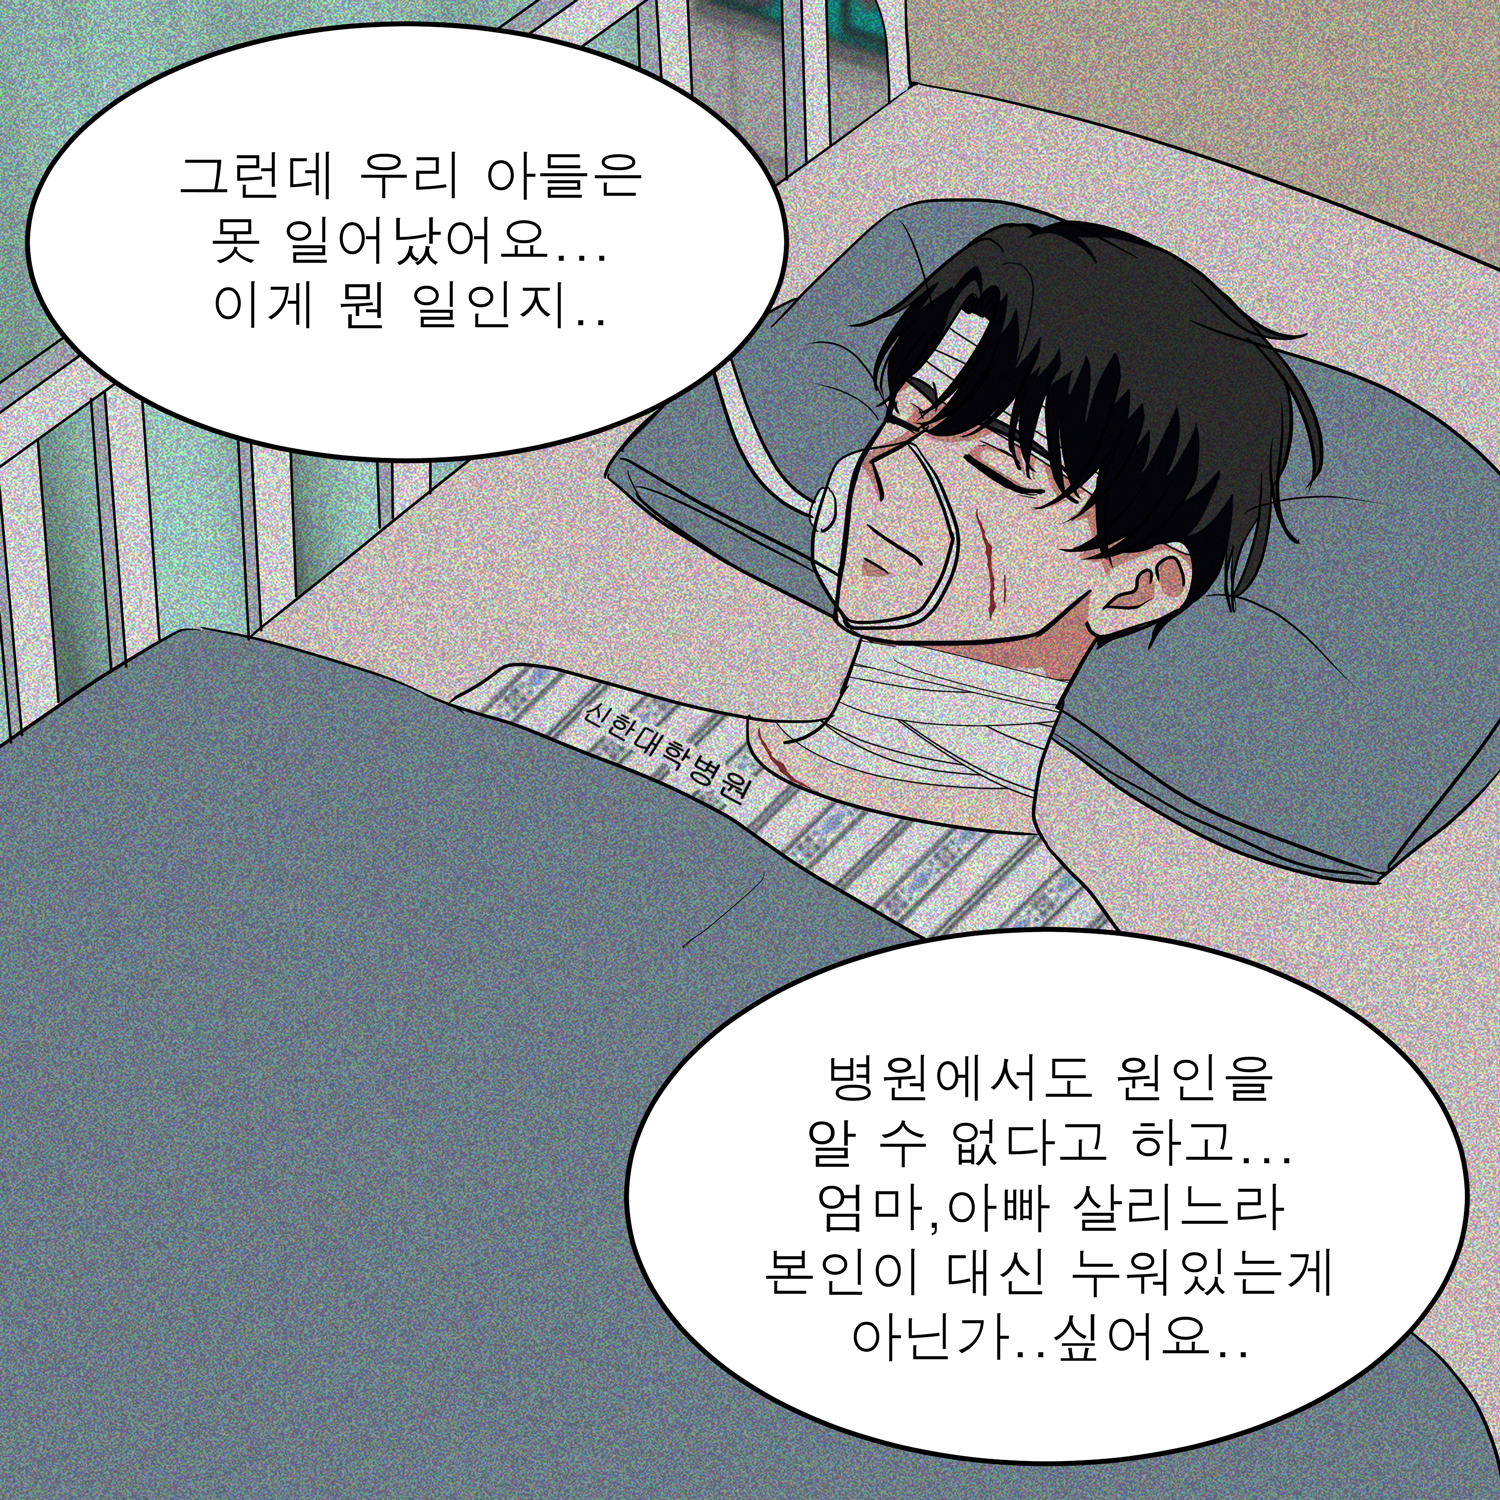 그런데 우리 아들은
못 일어났어요...
이게 뭔 일인지..
신한대학병원
병원에서도 원인을
알 수 없다고 하고...
엄마,아빠 살리느라
본인이 대신 누워있는게
아닌가..싶어요..